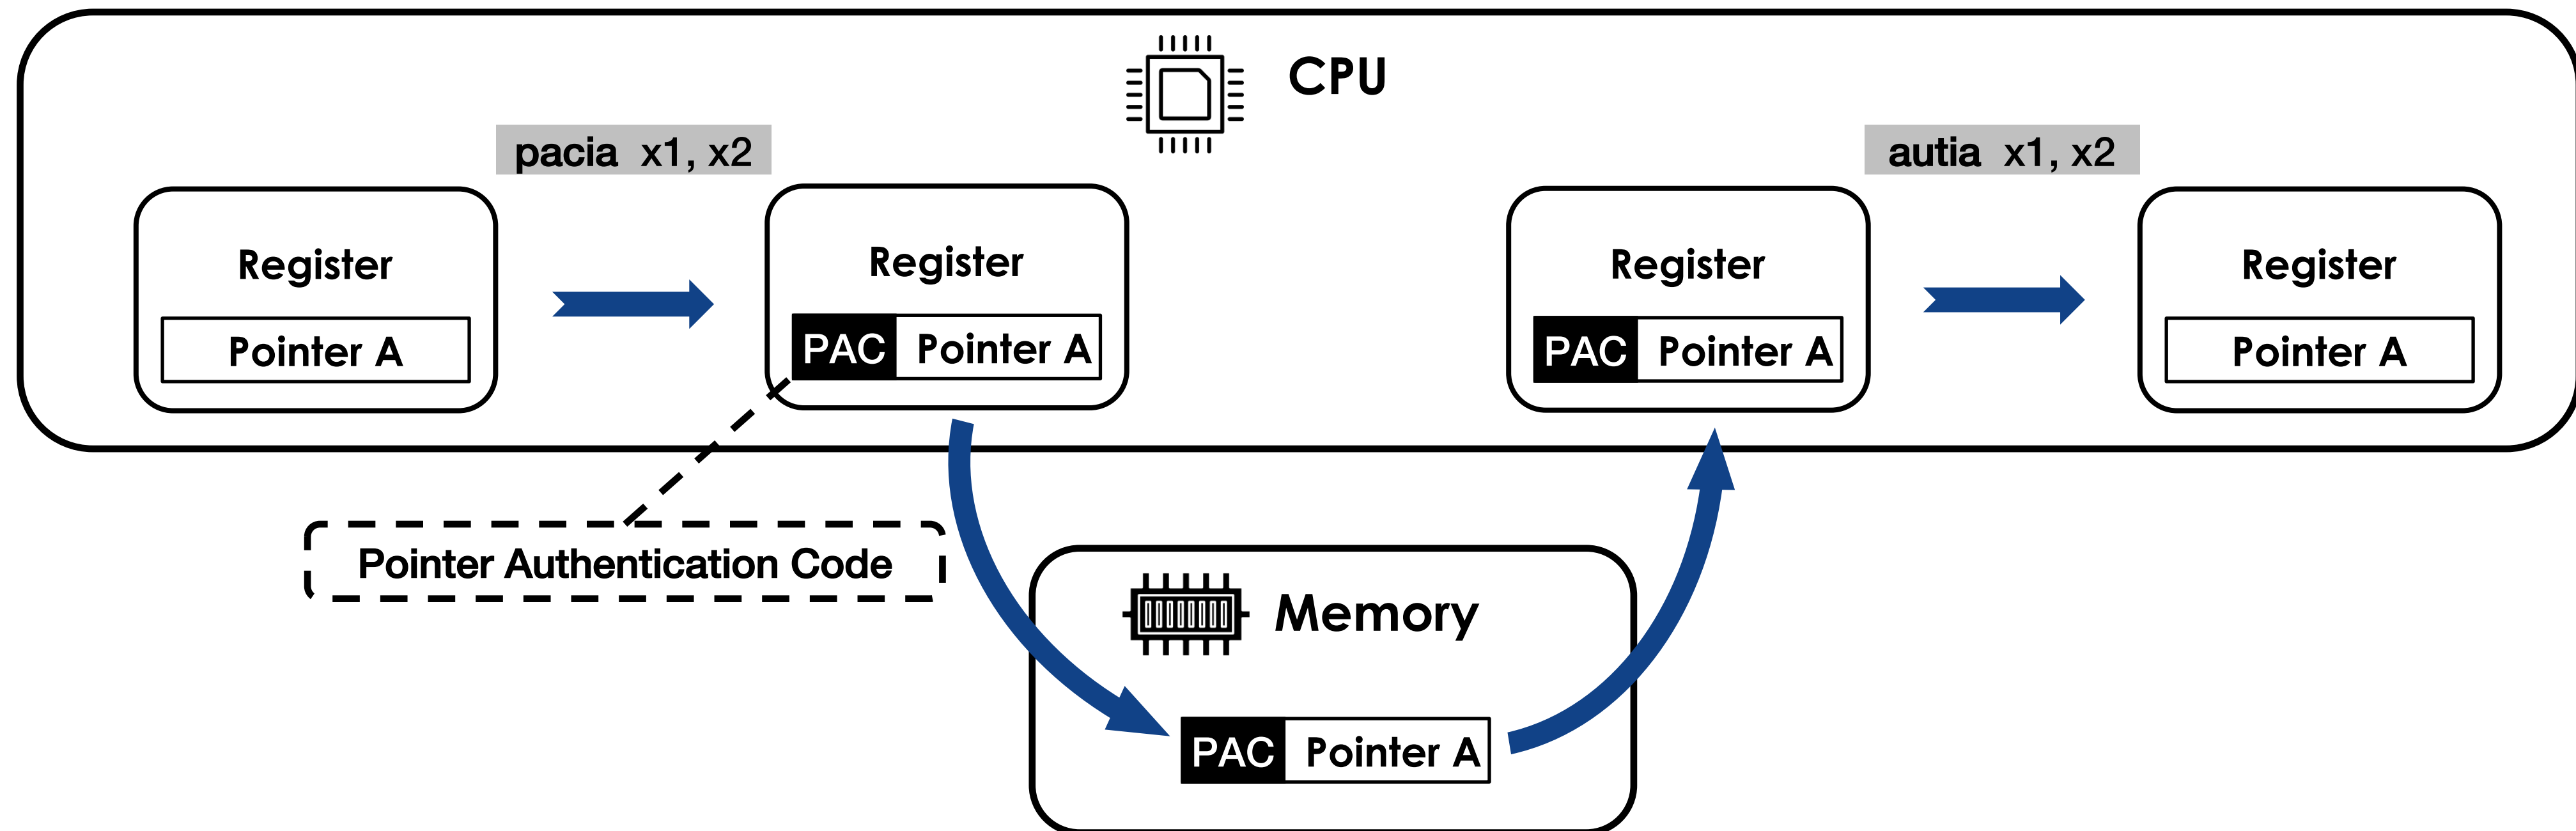 CPU
pacia x1, x2
autia x1, x2
Register
Pointer A
Register
PAC Pointer A
Register
PAC Pointer A
Register
Pointer A
Pointer Authentication Code
Memory
PAC Pointer A